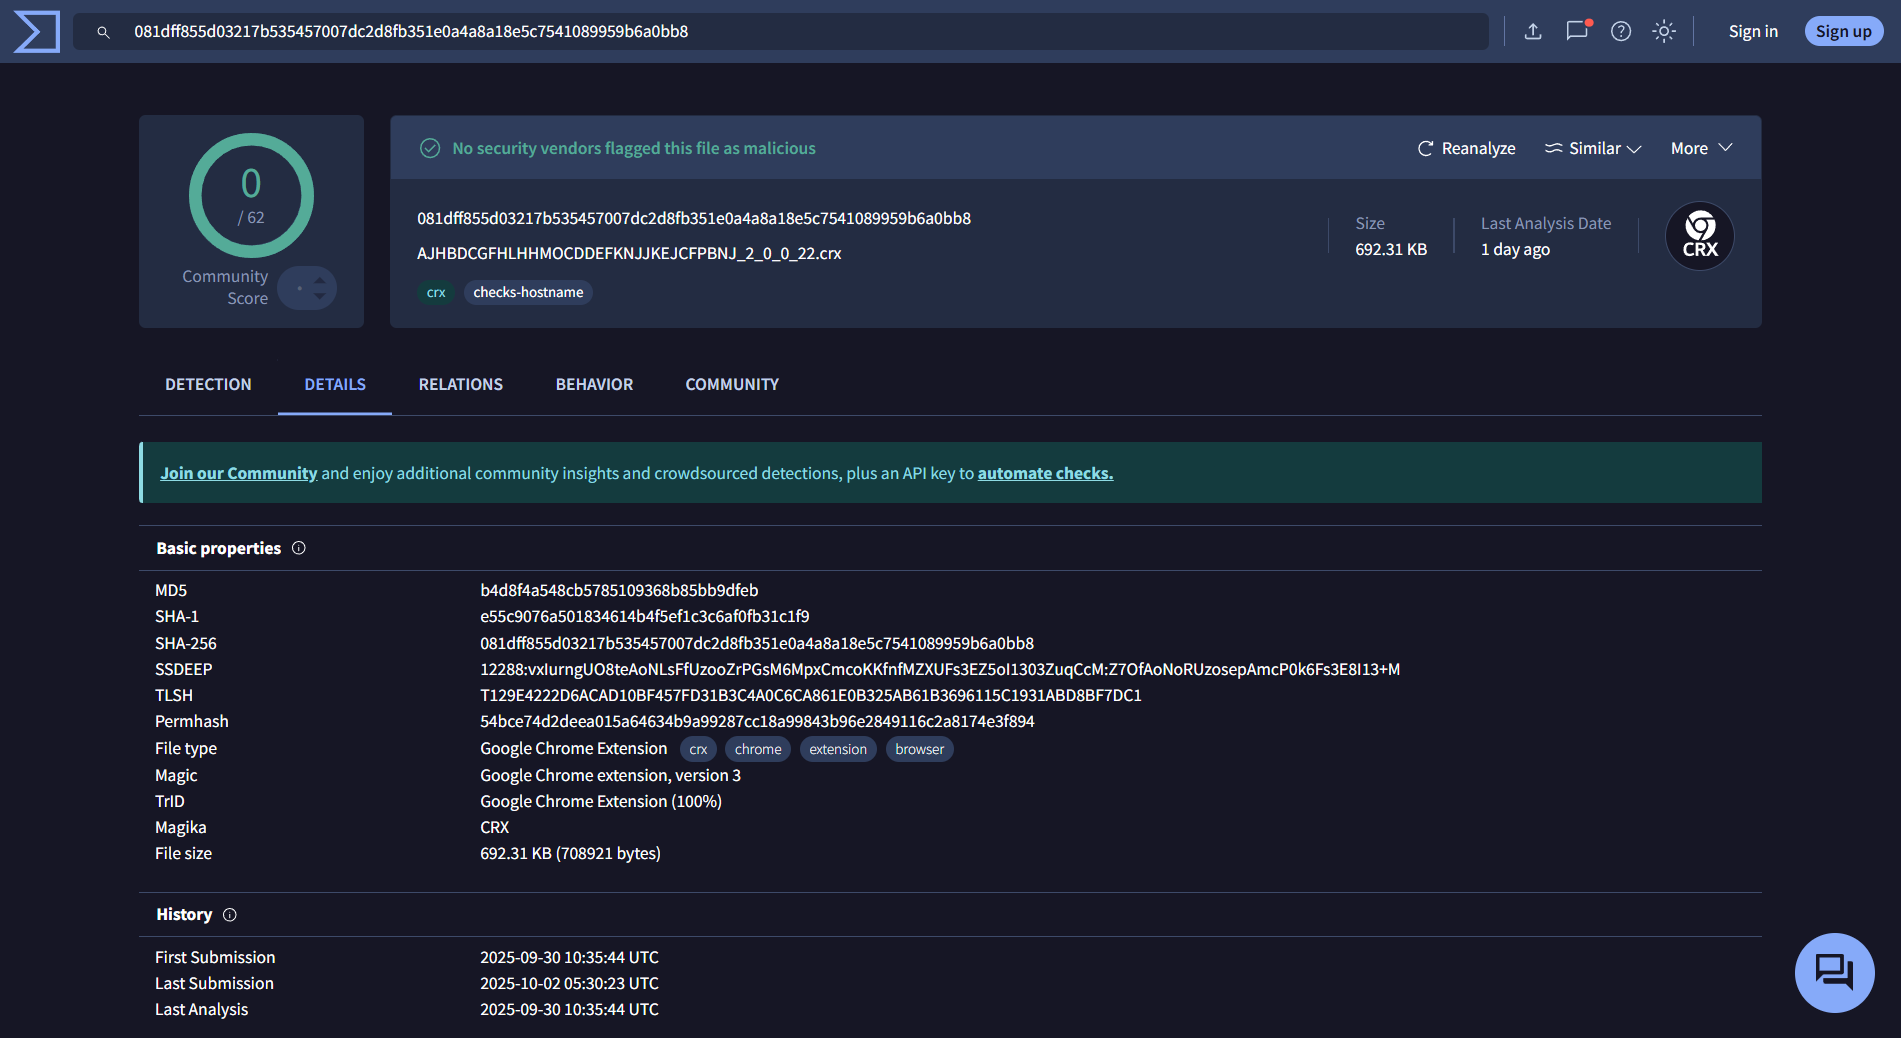 081dff855d03217b535457007dc2d8fb351e0a4a8a18e5c7541089959b6a0bb8
Sign in
Sign up
0
/ 62
Community Score
No security vendors flagged this file as malicious
Reanalyze
Similar
More
081dff855d03217b535457007dc2d8fb351e0a4a8a18e5c7541089959b6a0bb8
AJHBDCGFHLHHMOCDDEFKNJJKEJCFPBNJ_2_0_0_22.crx
crx
checks-hostname
Size
692.31 KB
Last Analysis Date
1 day ago
CRX
DETECTION
DETAILS
RELATIONS
BEHAVIOR
COMMUNITY
Join our Community and enjoy additional community insights and crowdsourced detections, plus an API key to automate checks.
Basic properties
MD5 b4d8f4a548cb5785109368b85bb9dfeb
SHA-1 e55c9076a501834614b4f5ef1c3c6af0fb31c1f9
SHA-256 081dff855d03217b535457007dc2d8fb351e0a4a8a18e5c7541089959b6a0bb8
SSDEEP 12288:vxIurngUO8teAoNLsFfUzooZrPGsM6MpxCmcoKKfnfMZXUFs3EZ5oI1303ZuqCcM:Z7OfAoNoRUzosepAmcP0k6Fs3E8I13+M
TLSH T129E4222D6ACAD10BF457FD31B3C4A0C6CA861E0B325AB61B3696115C1931ABD8BF7DC1
Permhash 54bce74d2deea015a64634b9a99287cc18a99843b96e2849116c2a8174e3f894
File type Google Chrome Extension crx chrome extension browser
Magic Google Chrome extension, version 3
TrID Google Chrome Extension (100%)
Magika CRX
File size 692.31 KB (708921 bytes)
History
First Submission 2025-09-30 10:35:44 UTC
Last Submission 2025-10-02 05:30:23 UTC
Last Analysis 2025-09-30 10:35:44 UTC